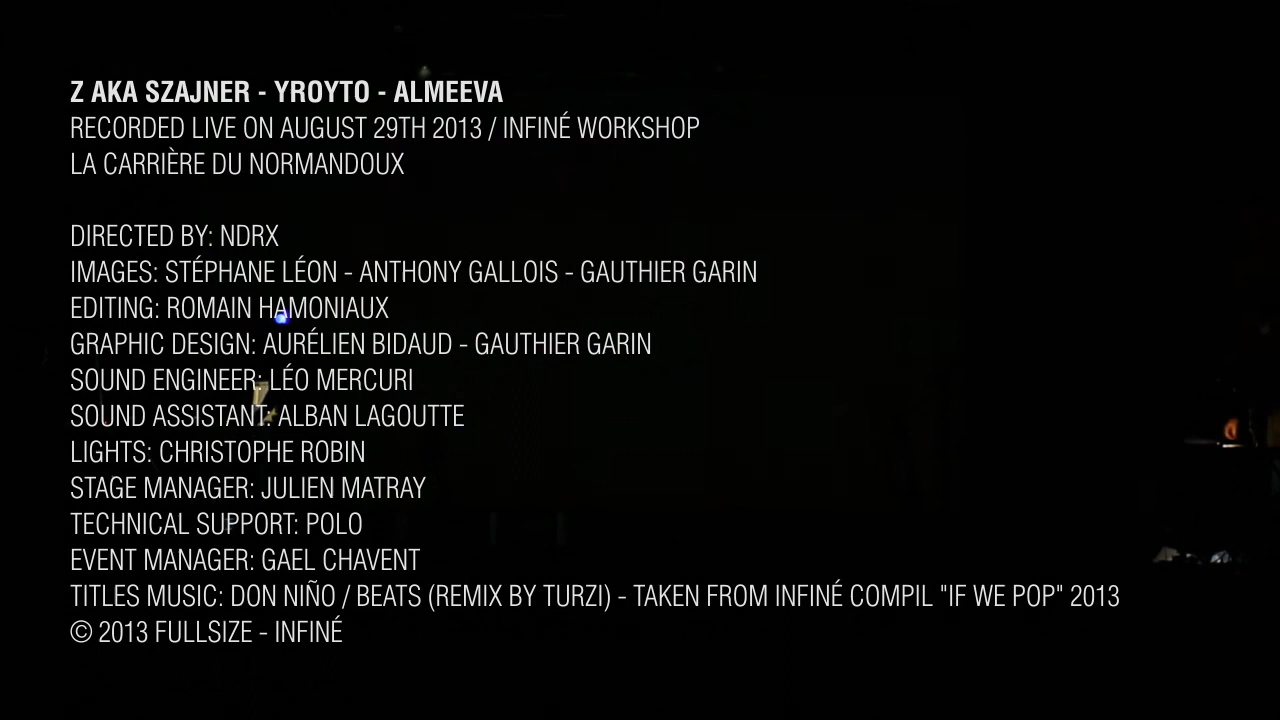 Z AKA SZAJNER - YROYTO - ALMEEVA
RECORDED LIVE ON AUGUST 29TH 2013 / INFINÉ WORKSHOP
LA CARRIÈRE DU NORMANDOUX
DIRECTED BY: NDRX
IMAGES: STÉPHANE LÉON - ANTHONY GALLOIS - GAUTHIER GARIN
EDITING: ROMAIN HAMONIAUX
GRAPHIC DESIGN: AURÉLIEN BIDAUD - GAUTHIER GARIN
SOUND ENGINEER: LÉO MERCURI
SOUND ASSISTANT: ALBAN LAGOUTTE
LIGHTS: CHRISTOPHE ROBIN
STAGE MANAGER: JULIEN MATRAY
TECHNICAL SUPPORT: POLO
EVENT MANAGER: GAEL CHAVENT
TITLES MUSIC: DON NIÑO / BEATS (REMIX BY TURZI) - TAKEN FROM INFINÉ COMPIL "IF WE POP" 2013
© 2013 FULLSIZE - INFINÉ